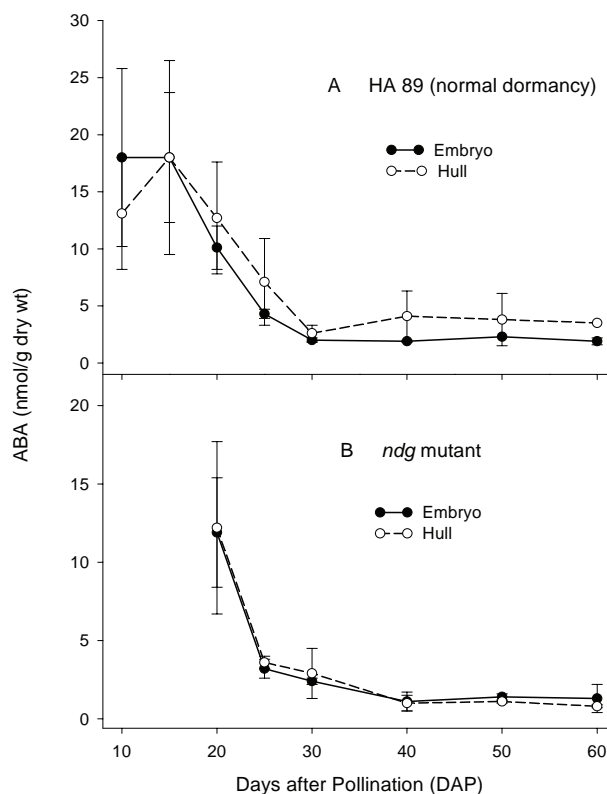 30
25
20
15
10
5
0
A HA 89 (normal dormancy)
Embryo
Hull
ABA (nmol/g dry wt)
20
15
10
5
0
B ndg mutant
Embryo
Hull
10 20 30 40 50 60
Days after Pollination (DAP)